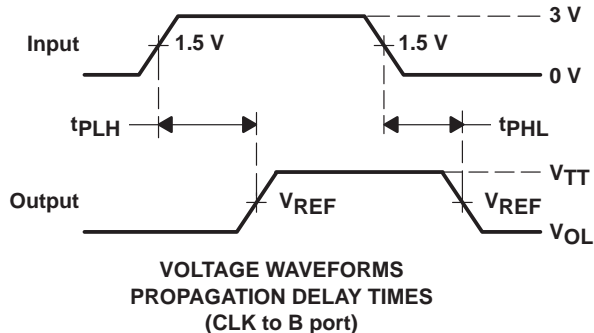 3 V
Input
1.5 V
1.5 V
0 V
tPLH
tPHL
VTT
Output
VREF
VREF
VOL
VOLTAGE WAVEFORMS
PROPAGATION DELAY TIMES
(CLK to B port)